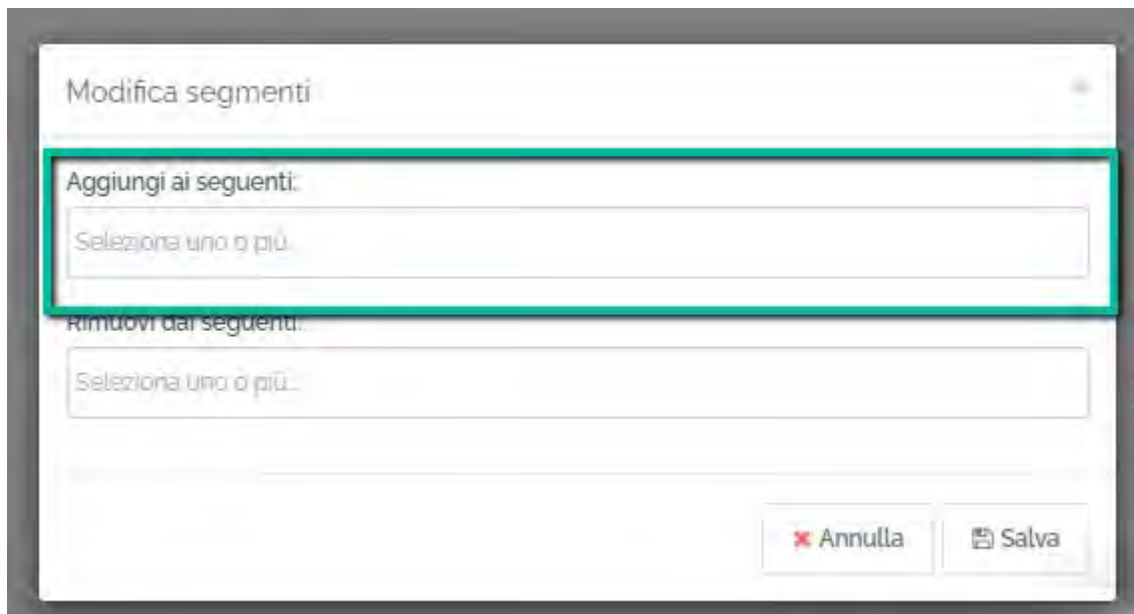 Modifica segmenti
Aggiungi ai seguenti:
Seleziona uno o più...
Rimuovi dai seguenti:
Seleziona uno o più...
Annulla
Salva